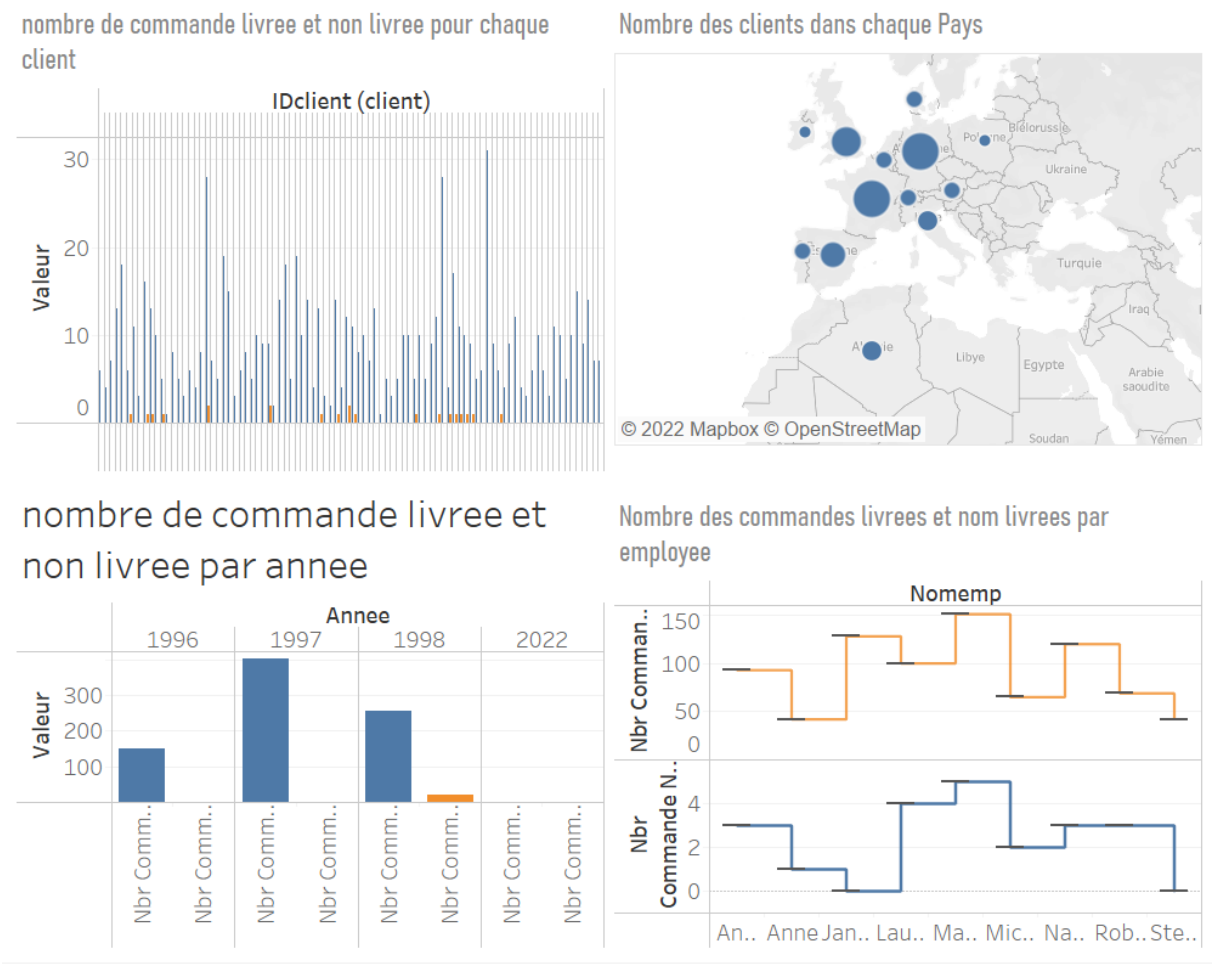 nombre de commande livree et non livree pour chaque
client
IDclient (client)
Valeur
30
20
10
0
Nombre des clients dans chaque Pays
Biélorussie
Ukraine
Turquie
Iraq
Libye
Egypte
Arabie
saoudite
Soudan
Yémen
© 2022 Mapbox © OpenStreetMap
nombre de commande livree et
non livree par annee
Annee
1996 1997 1998 2022
Valeur
300
200
100
Nbr Comm.. Nbr Comm.. Nbr Comm.. Nbr Comm.. Nbr Comm.. Nbr Comm.. Nbr Comm.. Nbr Comm..
Nombre des commandes livrees et nom livrees par
employee
Nomemp
Nbr Comman..
150
100
50
0
Nbr
Commande N..
4
2
0
An.. Anne Jan.. Lau.. Ma.. Mic.. Na.. Rob.. Ste..